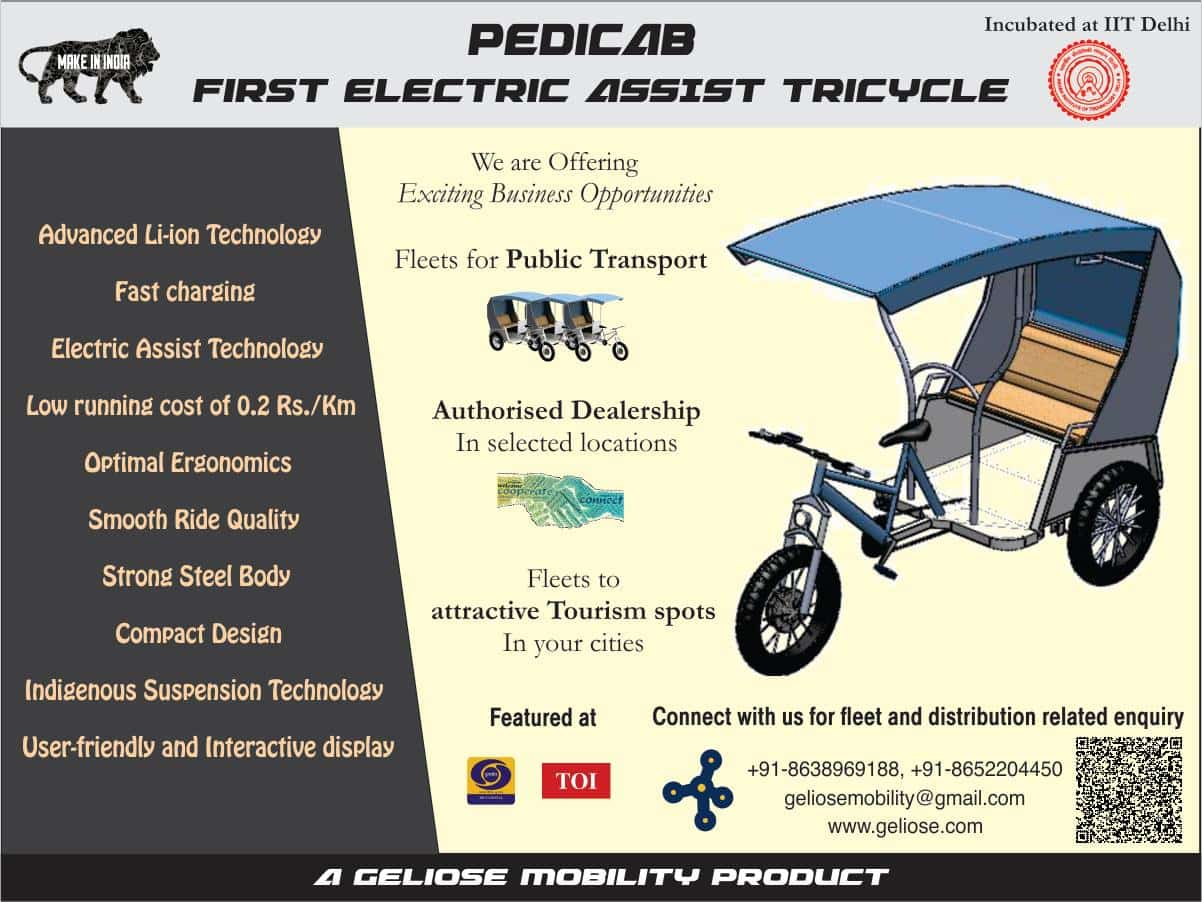 MAKE IN INDIA
PEDICAB
FIRST ELECTRIC ASSIST TRICYCLE
Incubated at IIT Delhi
Advanced Li-ion Technology
Fast charging
Electric Assist Technology
Low running cost of 0.2 Rs./Km
Optimal Ergonomics
Smooth Ride Quality
Strong Steel Body
Compact Design
Indigenous Suspension Technology
User-friendly and Interactive display
We are Offering
Exciting Business Opportunities
Fleets for Public Transport
Authorised Dealership
In selected locations
welcome
cooperate
connect
Fleets to
attractive Tourism spots
In your cities
Featured at
TOI
Connect with us for fleet and distribution related enquiry
+91-8638969188, +91-8652204450
geliosemobility@gmail.com
www.geliose.com
A GELIOSE MOBILITY PRODUCT